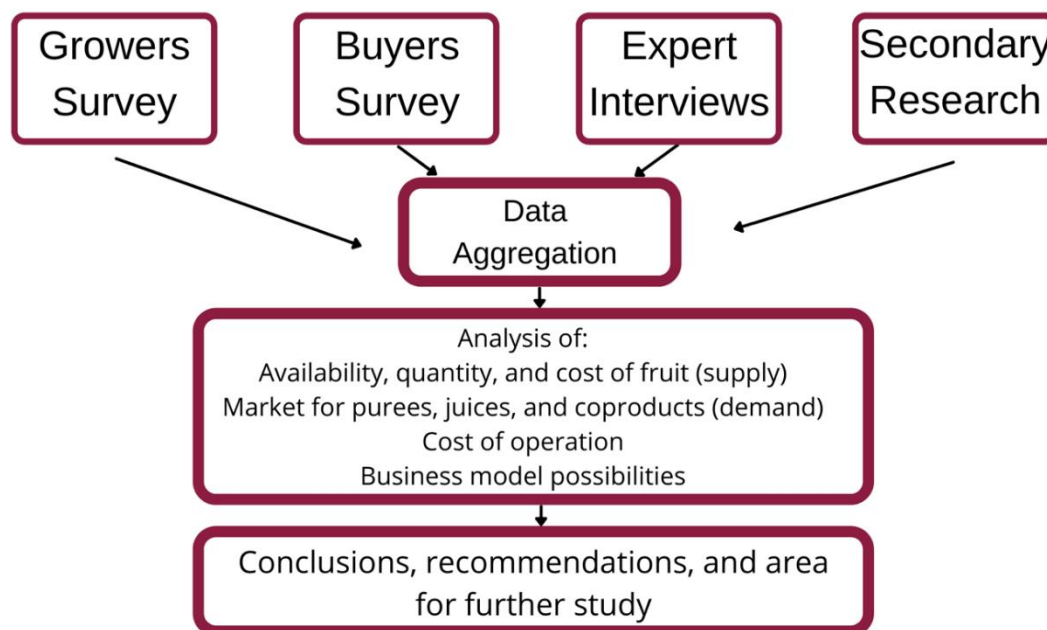 Growers
Survey
Buyers
Survey
Expert
Interviews
Secondary
Research
Data
Aggregation
Analysis of:
Availability, quantity, and cost of fruit (supply)
Market for purees, juices, and coproducts (demand)
Cost of operation
Business model possibilities
Conclusions, recommendations, and area
for further study